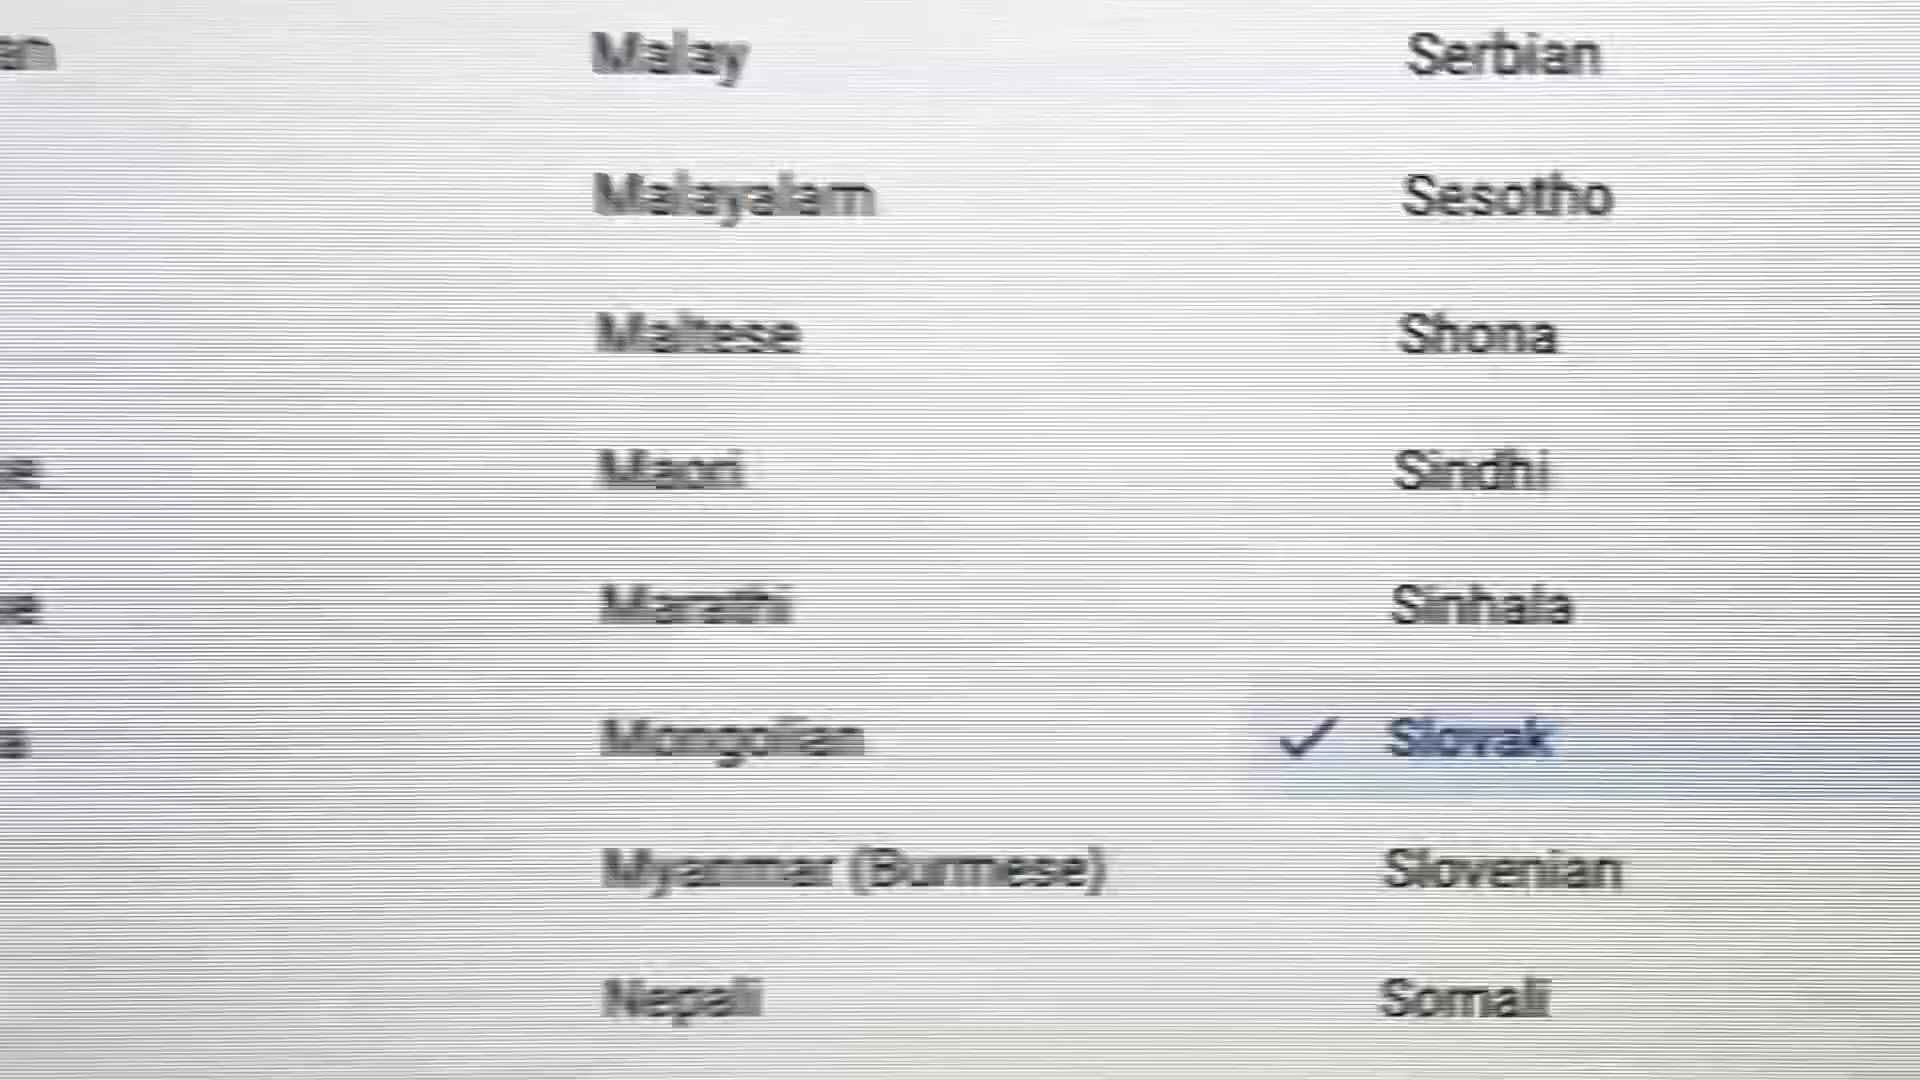 Malay
Malayalam
Maltese
Maori
Marathi
Mongolian
Myanmar (Burmese)
Nepali
Serbian
Sesotho
Shona
Sindhi
Sinhala
✓ Slovak
Slovenian
Somali